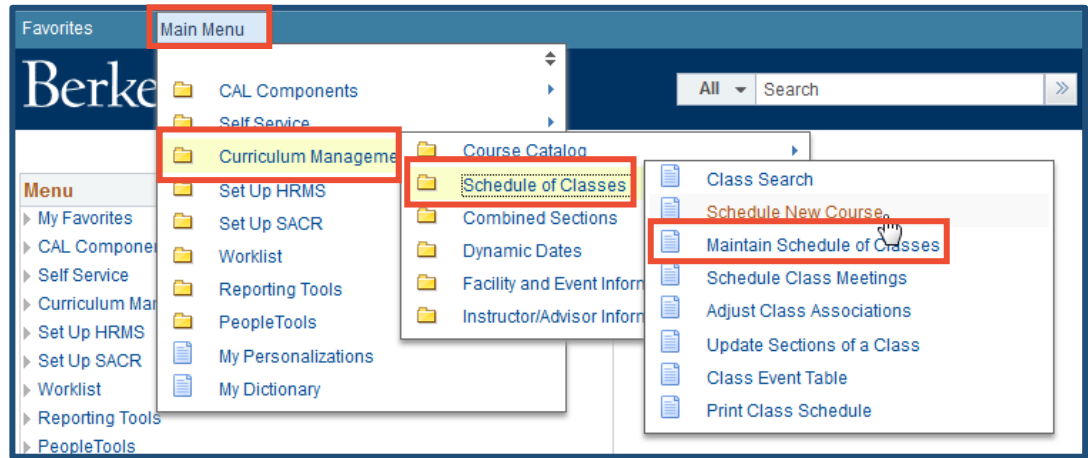 Favorites
Main Menu
Berke
All
Search
CAL Components
Self Service
Curriculum Manageme
Set Up HRMS
Set Up SACR
Worklist
Reporting Tools
PeopleTools
My Personalizations
My Dictionary
Course Catalog
Schedule of Classes
Combined Sections
Dynamic Dates
Facility and Event Inforn
Instructor/Advisor Inforn
Class Search
Schedule New Course
Maintain Schedule of Classes
Schedule Class Meetings
Adjust Class Associations
Update Sections of a Class
Class Event Table
Print Class Schedule
Menu
My Favorites
CAL Componen
Self Service
Curriculum Mar
Set Up HRMS
Set Up SACR
Worklist
Reporting Tools
PeopleTools